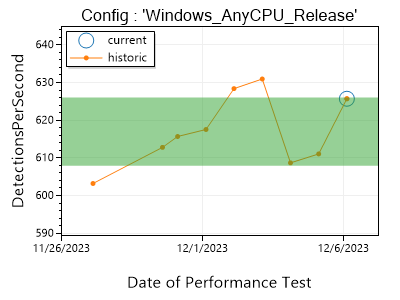 Config : 'Windows_AnyCPU_Release'
current
historic
640
630
620
610
600
590
DetectionsPerSecond
11/26/2023 12/1/2023 12/6/2023
Date of Performance Test